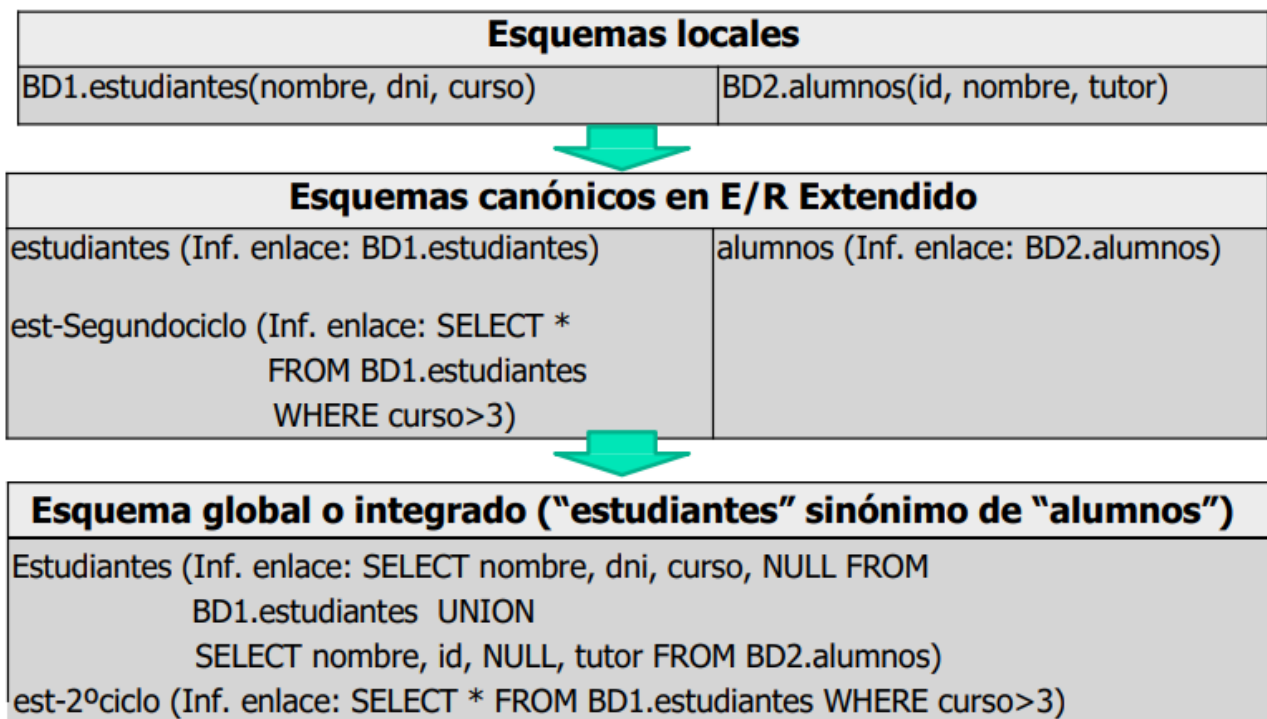 Esquemas locales
BD1.estudiantes(nombre, dni, curso)
BD2.alumnos(id, nombre, tutor)
Esquemas canónicos en E/R Extendido
estudiantes (Inf. enlace: BD1.estudiantes)
alumnos (Inf. enlace: BD2.alumnos)
est-Segundociclo (Inf. enlace: SELECT *
FROM BD1.estudiantes
WHERE curso>3)
Esquema global o integrado (“estudiantes” sinónimo de “alumnos”)
Estudiantes (Inf. enlace: SELECT nombre, dni, curso, NULL FROM
BD1.estudiantes UNION
SELECT nombre, id, NULL, tutor FROM BD2.alumnos)
est-2ºciclo (Inf. enlace: SELECT * FROM BD1.estudiantes WHERE curso>3)